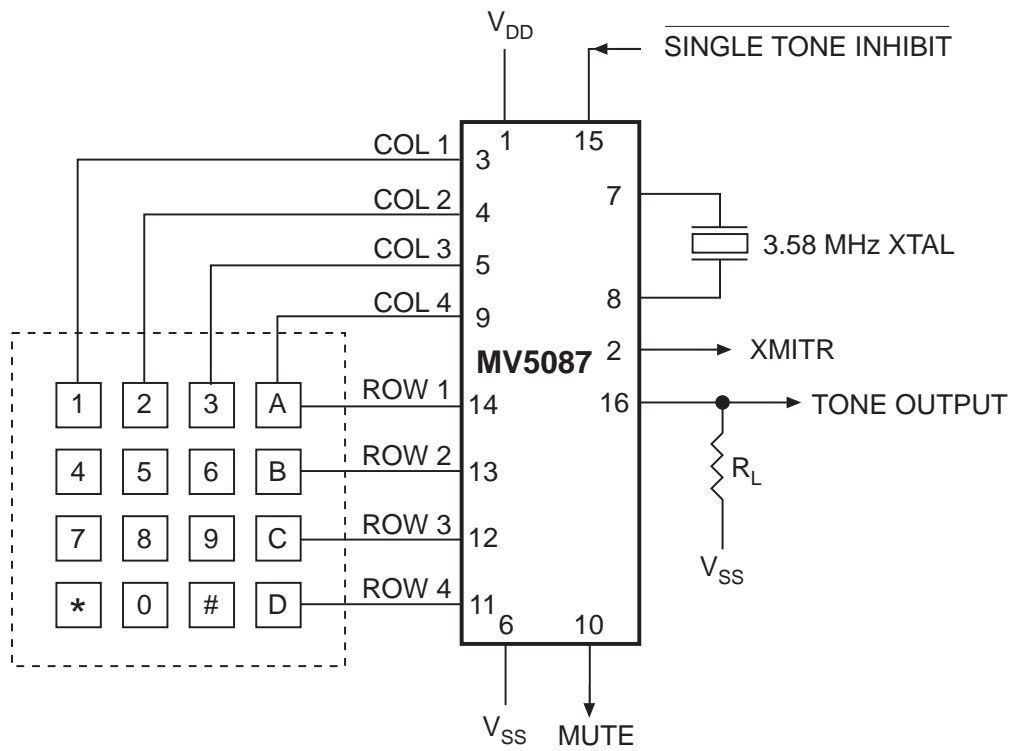 VDD
SINGLE TONE INHIBIT
1 15
COL 1 3
7
COL 2 4
3.58 MHz XTAL
COL 3 5
8
COL 4 9
MV5087
2 XMITR
1 2 3 A ROW 1 14
16 TONE OUTPUT
4 5 6 B ROW 2 13
RL
7 8 9 C ROW 3 12
VSS
* 0 # D ROW 4 11
6 10
VSS MUTE